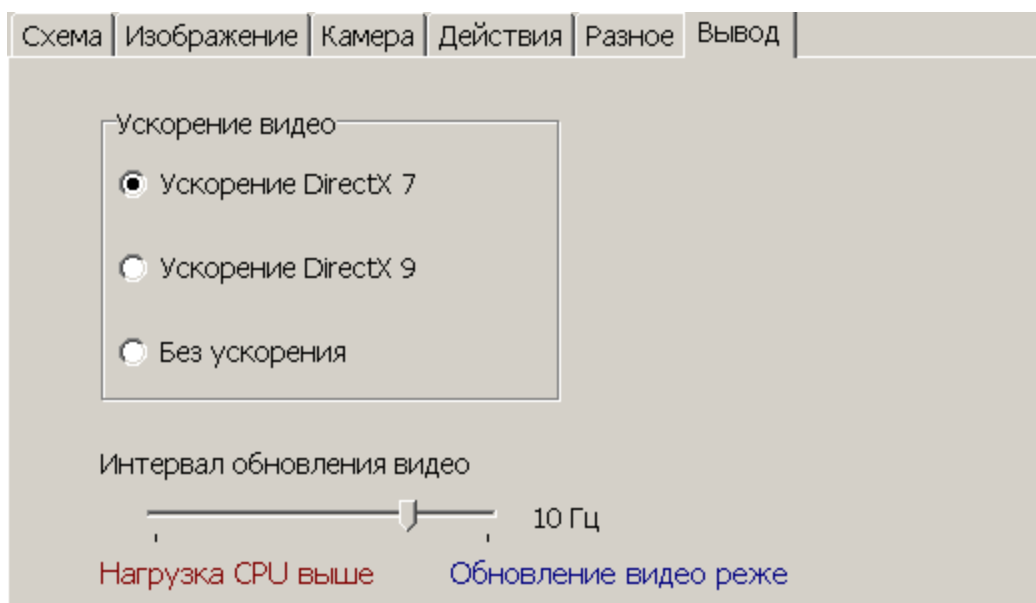 Схема Изображение Камера Действия Разное Вывод
Ускорение видео
Ускорение DirectX 7
Ускорение DirectX 9
Без ускорения
Интервал обновления видео
10 Гц
Нагрузка CPU выше Обновление видео реже